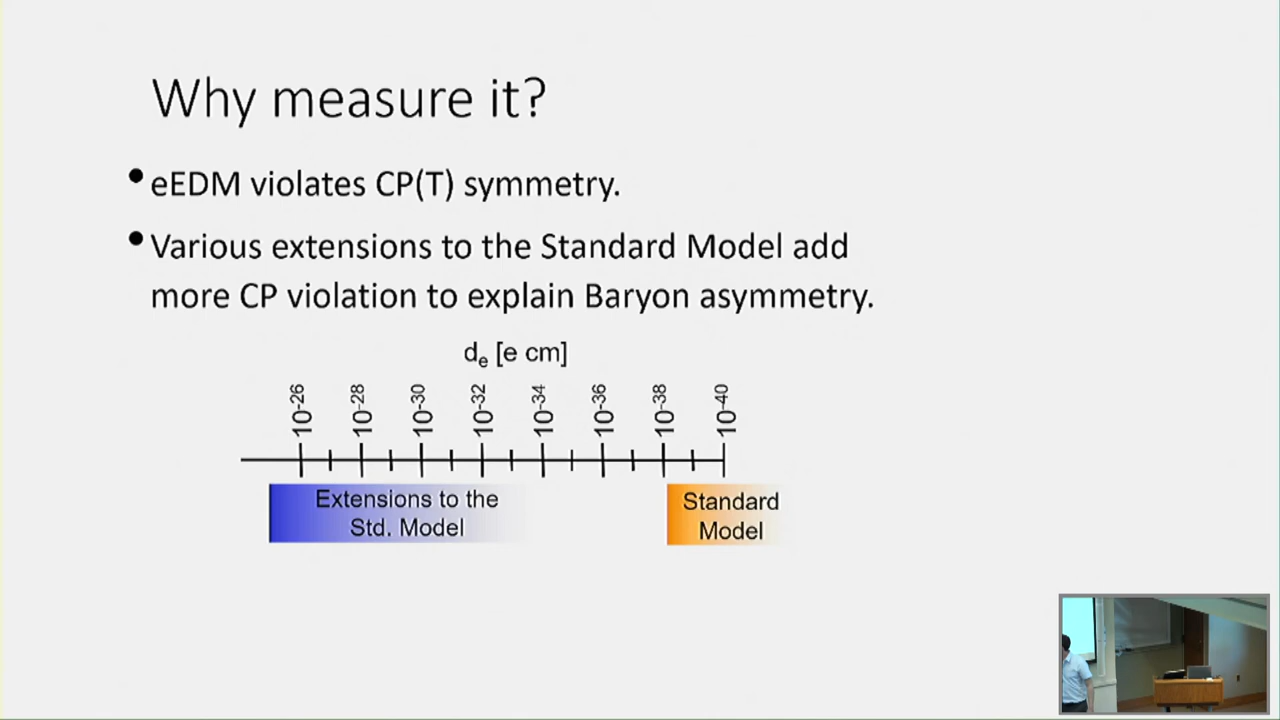 Why measure it?
• eEDM violates CP(T) symmetry.
• Various extensions to the Standard Model add
more CP violation to explain Baryon asymmetry.
dₑ [e cm]
10⁻²⁶ 10⁻²⁸ 10⁻³⁰ 10⁻³² 10⁻³⁴ 10⁻³⁶ 10⁻³⁸ 10⁻⁴⁰
Extensions to the
Std. Model
Standard
Model